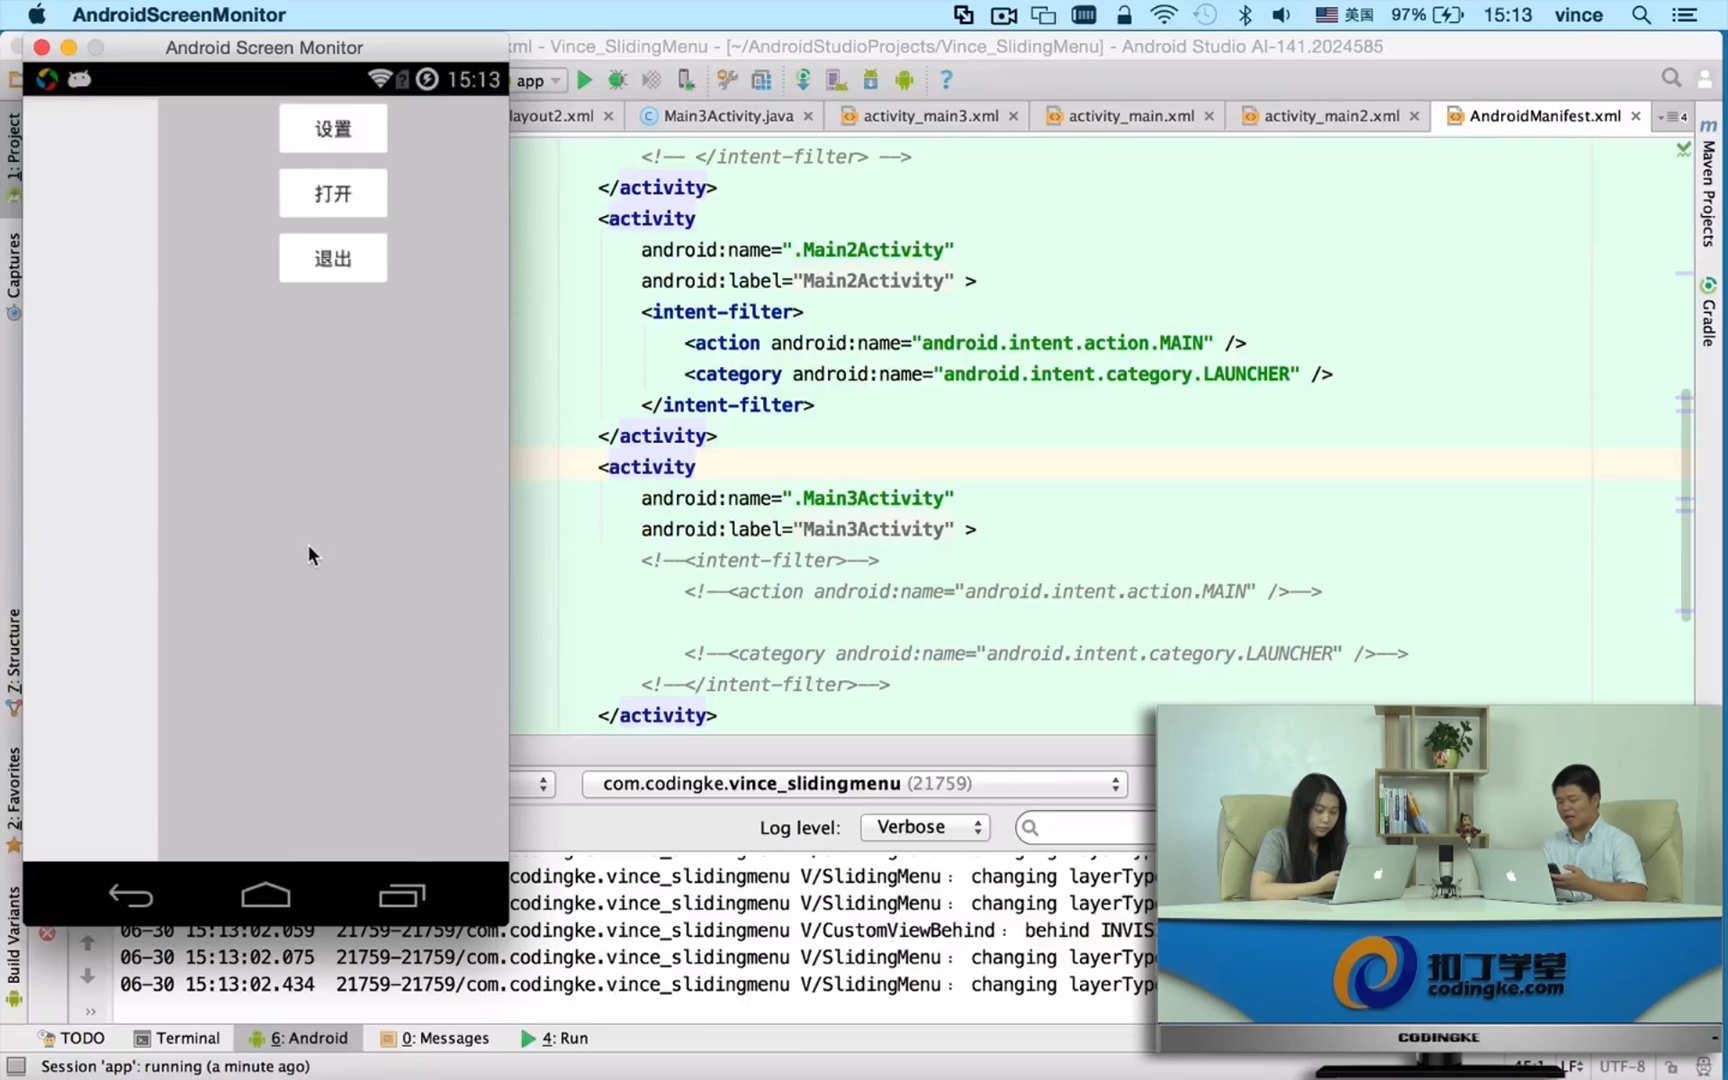 AndroidScreenMonitor
美国
97%
15:13
vince
Android Screen Monitor
xml - Vince_SlidingMenu - [~/AndroidStudioProjects/Vince_SlidingMenu] - Android Studio AI-141.2024585
15:13
app
layout2.xml
Main3Activity.java
activity_main3.xml
activity_main.xml
activity_main2.xml
AndroidManifest.xml
4
1: Project
Captures
Z: Structure
2: Favorites
Build Variants
Maven Projects
Gradle
设置
打开
退出
<!-- </intent-filter> -->
</activity>
<activity
android:name=".Main2Activity"
android:label="Main2Activity" >
<intent-filter>
<action android:name="android.intent.action.MAIN" />
<category android:name="android.intent.category.LAUNCHER" />
</intent-filter>
</activity>
<activity
android:name=".Main3Activity"
android:label="Main3Activity" >
<!--<intent-filter>-->
<!--<action android:name="android.intent.action.MAIN" />-->
<!--<category android:name="android.intent.category.LAUNCHER" />-->
<!--</intent-filter>-->
</activity>
com.codingke.vince_slidingmenu (21759)
Log level:
Verbose
codingke.vince_slidingmenu V/SlidingMenu﹕ changing layerTyp
codingke.vince_slidingmenu V/SlidingMenu﹕ changing layerTyp
06-30 15:13:02.059 21759-21759/com.codingke.vince_slidingmenu V/CustomViewBehind﹕ behind INVIS
06-30 15:13:02.075 21759-21759/com.codingke.vince_slidingmenu V/SlidingMenu﹕ changing layerTyp
06-30 15:13:02.434 21759-21759/com.codingke.vince_slidingmenu V/SlidingMenu﹕ changing layerTyp
扣丁学堂
codingke.com
CODINGKE
TODO
Terminal
6: Android
0: Messages
4: Run
Session 'app': running (a minute ago)
LF
UTF-8